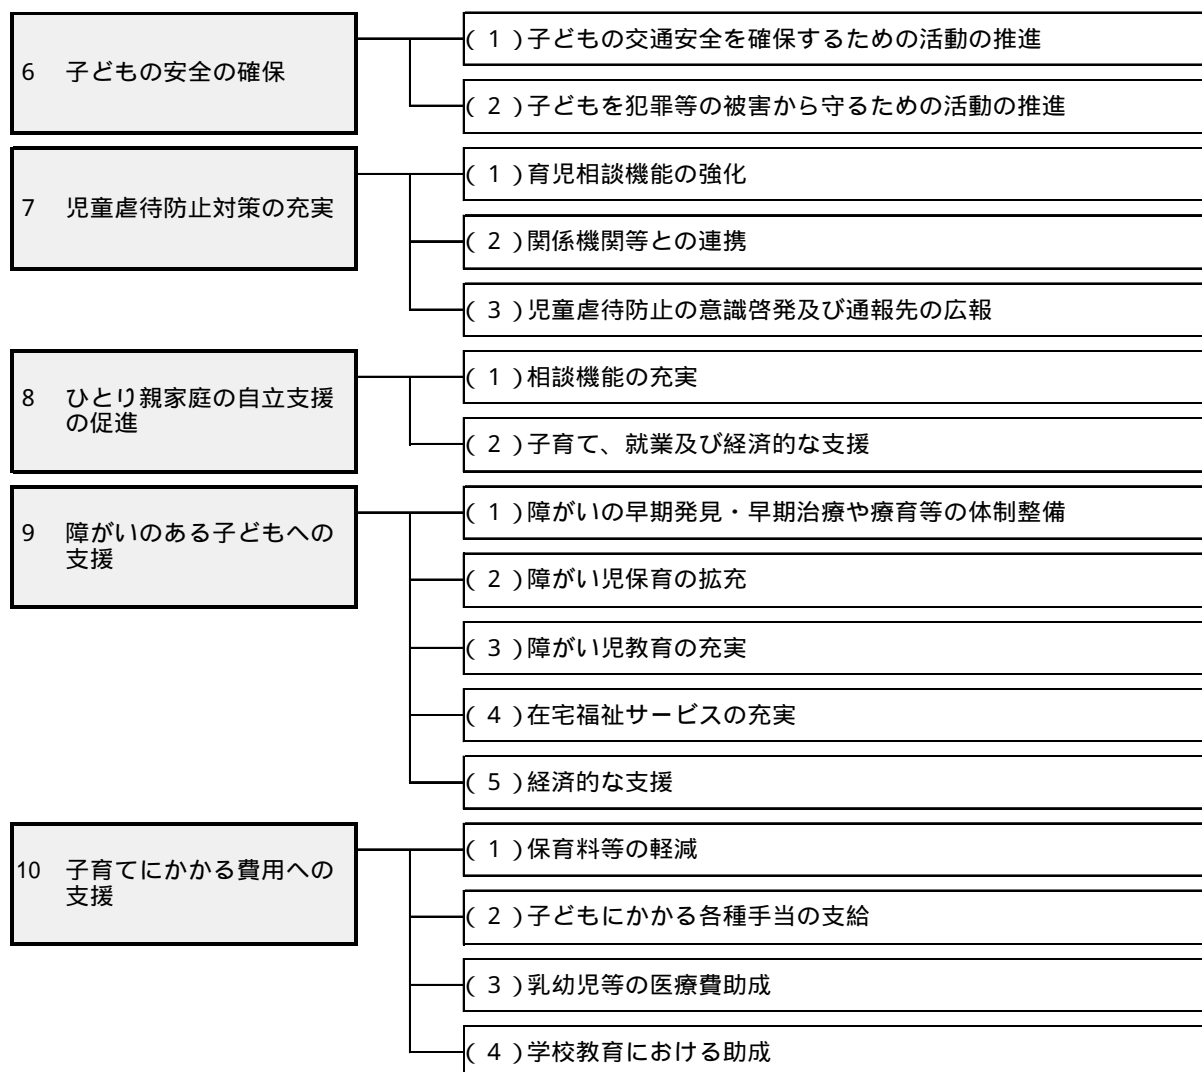 6 子どもの安全の確保
( 1 )子どもの交通安全を確保するための活動の推進
( 2 )子どもを犯罪等の被害から守るための活動の推進
7 児童虐待防止対策の充実
( 1 )育児相談機能の強化
( 2 )関係機関等との連携
( 3 )児童虐待防止の意識啓発及び通報先の広報
8 ひとり親家庭の自立支援
の促進
( 1 )相談機能の充実
( 2 )子育て、就業及び経済的な支援
9 障がいのある子どもへの
支援
( 1 )障がいの早期発見・早期治療や療育等の体制整備
( 2 )障がい児保育の拡充
( 3 )障がい児教育の充実
( 4 )在宅福祉サービスの充実
( 5 )経済的な支援
10 子育てにかかる費用への
支援
( 1 )保育料等の軽減
( 2 )子どもにかかる各種手当の支給
( 3 )乳幼児等の医療費助成
( 4 )学校教育における助成